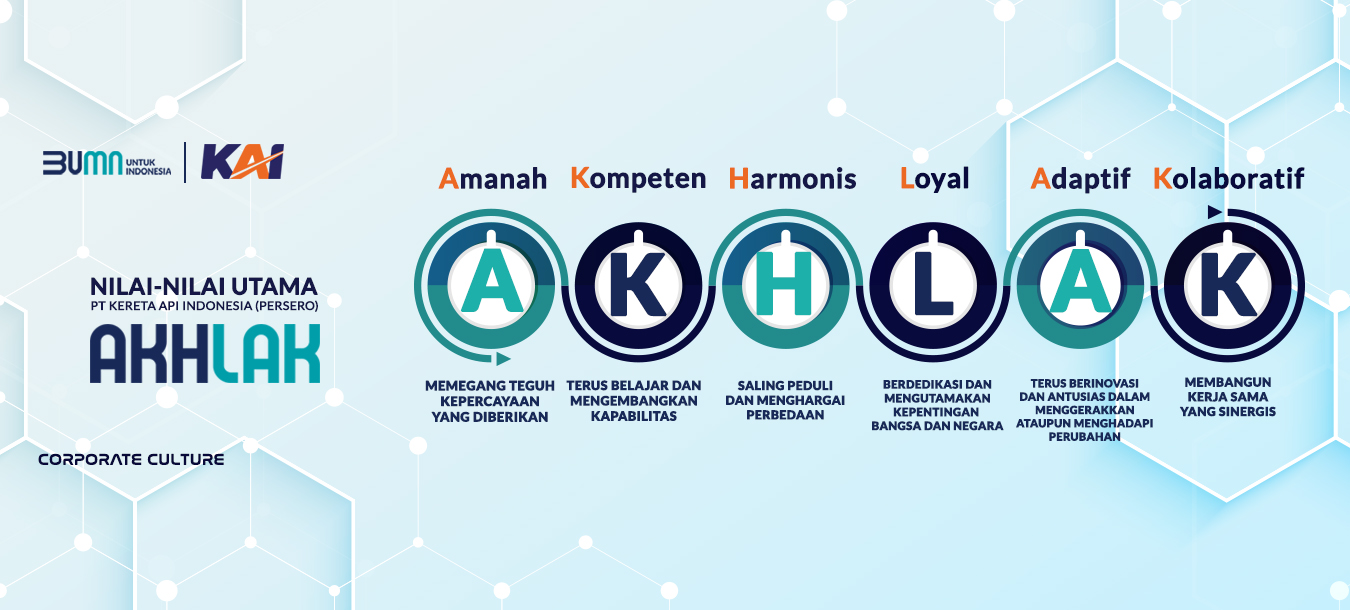 BUMN UNTUK INDONESIA
KAI
NILAI-NILAI UTAMA
PT KERETA API INDONESIA (PERSERO)
AKHLAK
CORPORATE CULTURE
Amanah
A
MEMEGANG TEGUH
KEPERCAYAAN
YANG DIBERIKAN
Kompeten
K
TERUS BELAJAR DAN
MENGEMBANGKAN
KAPABILITAS
Harmonis
H
SALING PEDULI
DAN MENGHARGAI
PERBEDAAN
Loyal
L
BERDEDIKASI DAN
MENGUTAMAKAN
KEPENTINGAN
BANGSA DAN NEGARA
Adaptif
A
TERUS BERINOVASI
DAN ANTUSIAS DALAM
MENGGERAKKAN
ATAUPUN MENGHADAPI
PERUBAHAN
Kolaboratif
K
MEMBANGUN
KERJA SAMA
YANG SINERGIS